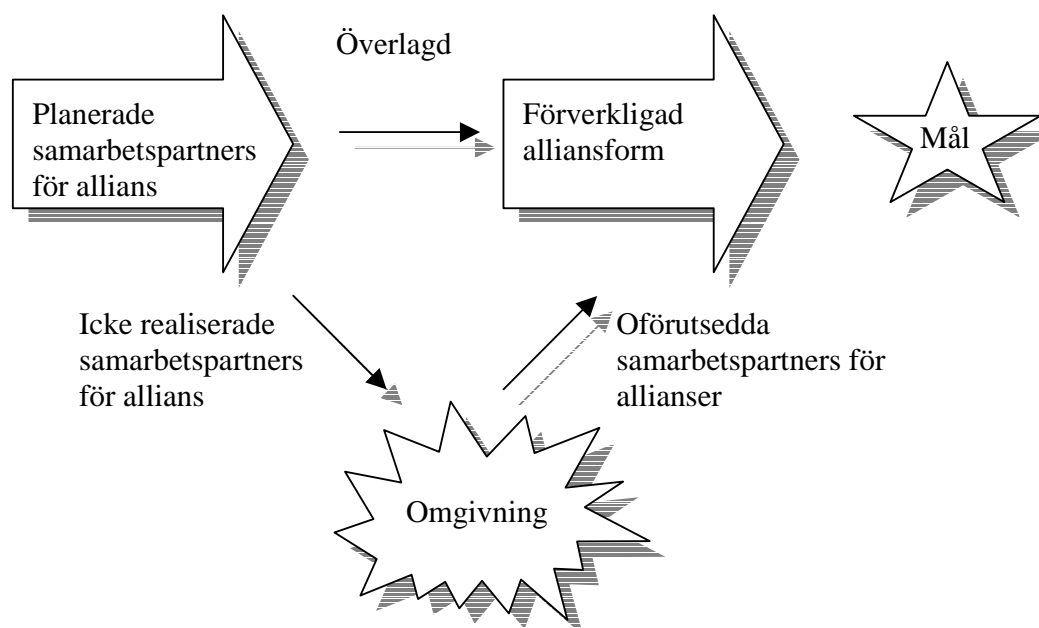 Överlagd
Planerade
samarbetspartners
för allians
Förverkligad
alliansform
Mål
Icke realiserade
samarbetspartners
för allians
Oförutsedda
samarbetspartners för
allianser
Omgivning